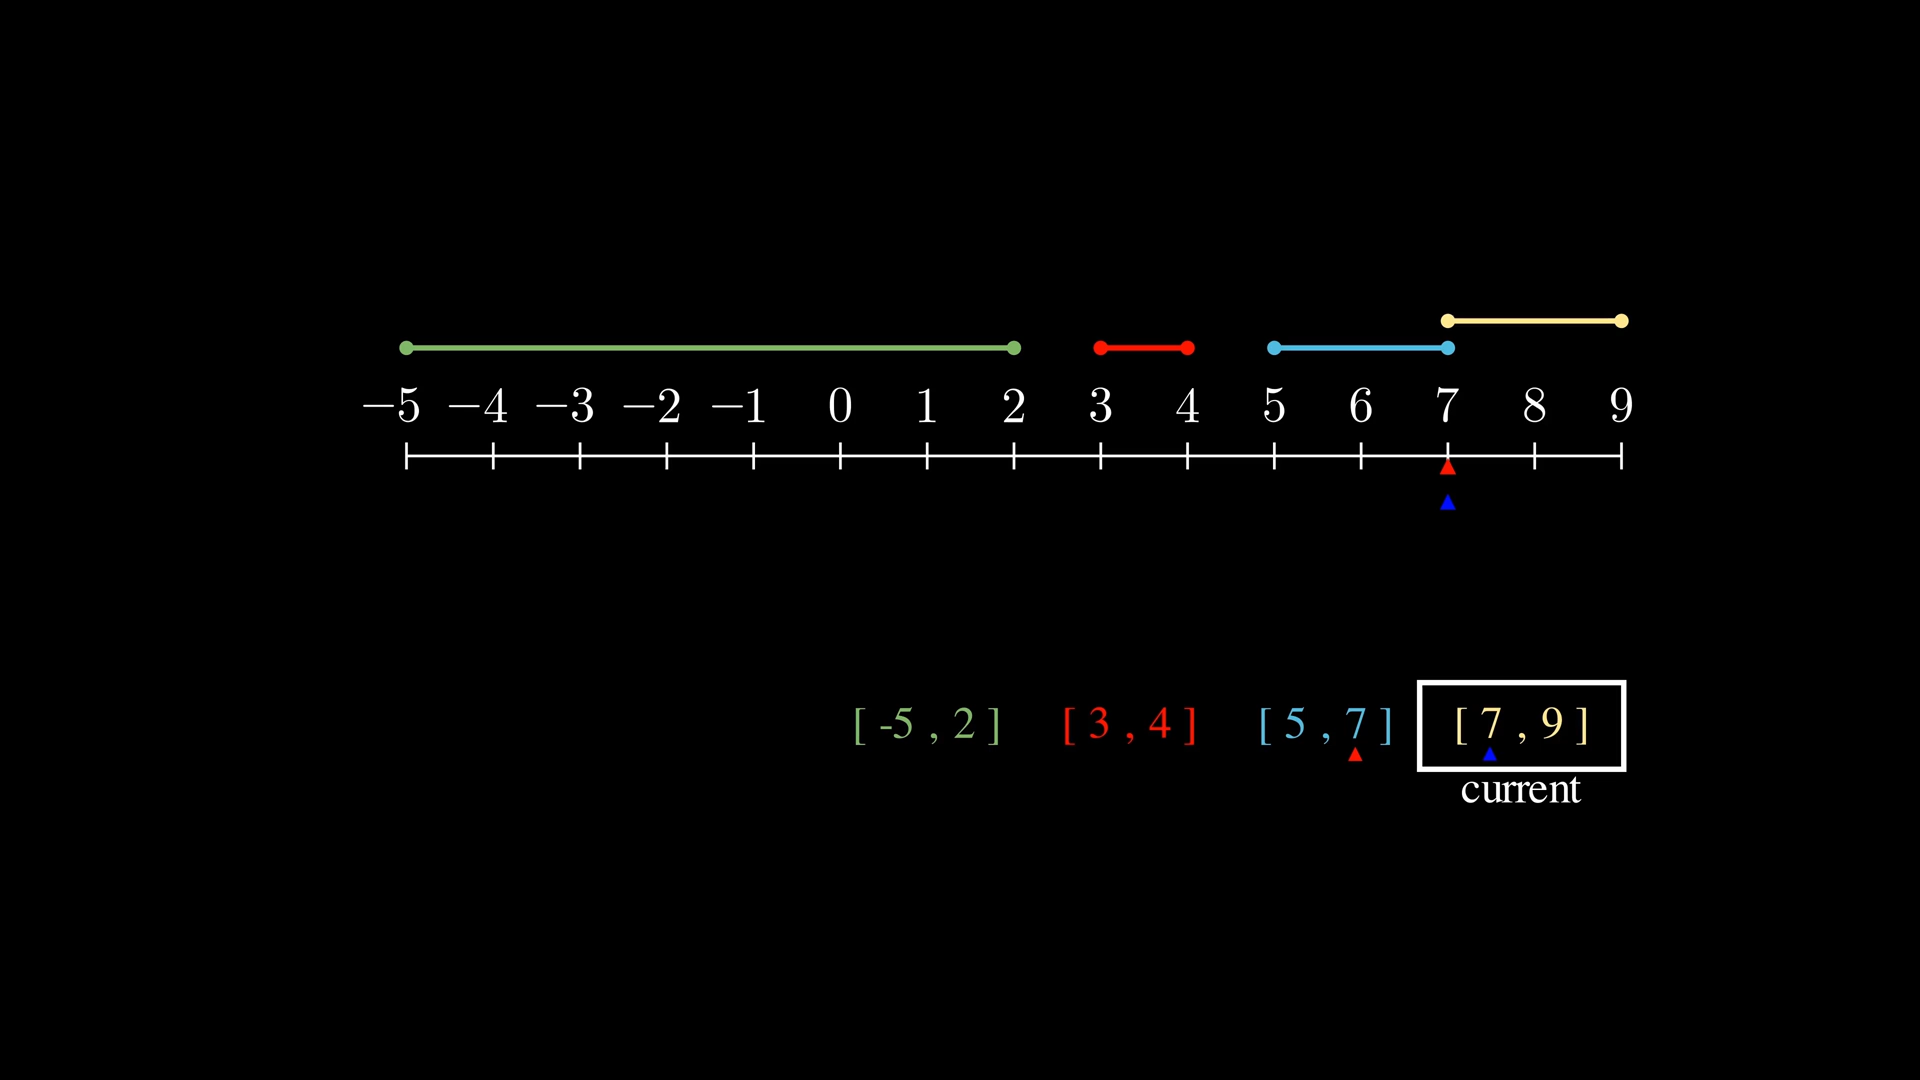 −5 −4 −3 −2 −1 0 1 2 3 4 5 6 7 8 9
[ -5 , 2 ] [ 3 , 4 ] [ 5 , 7 ] [ 7 , 9 ]
current